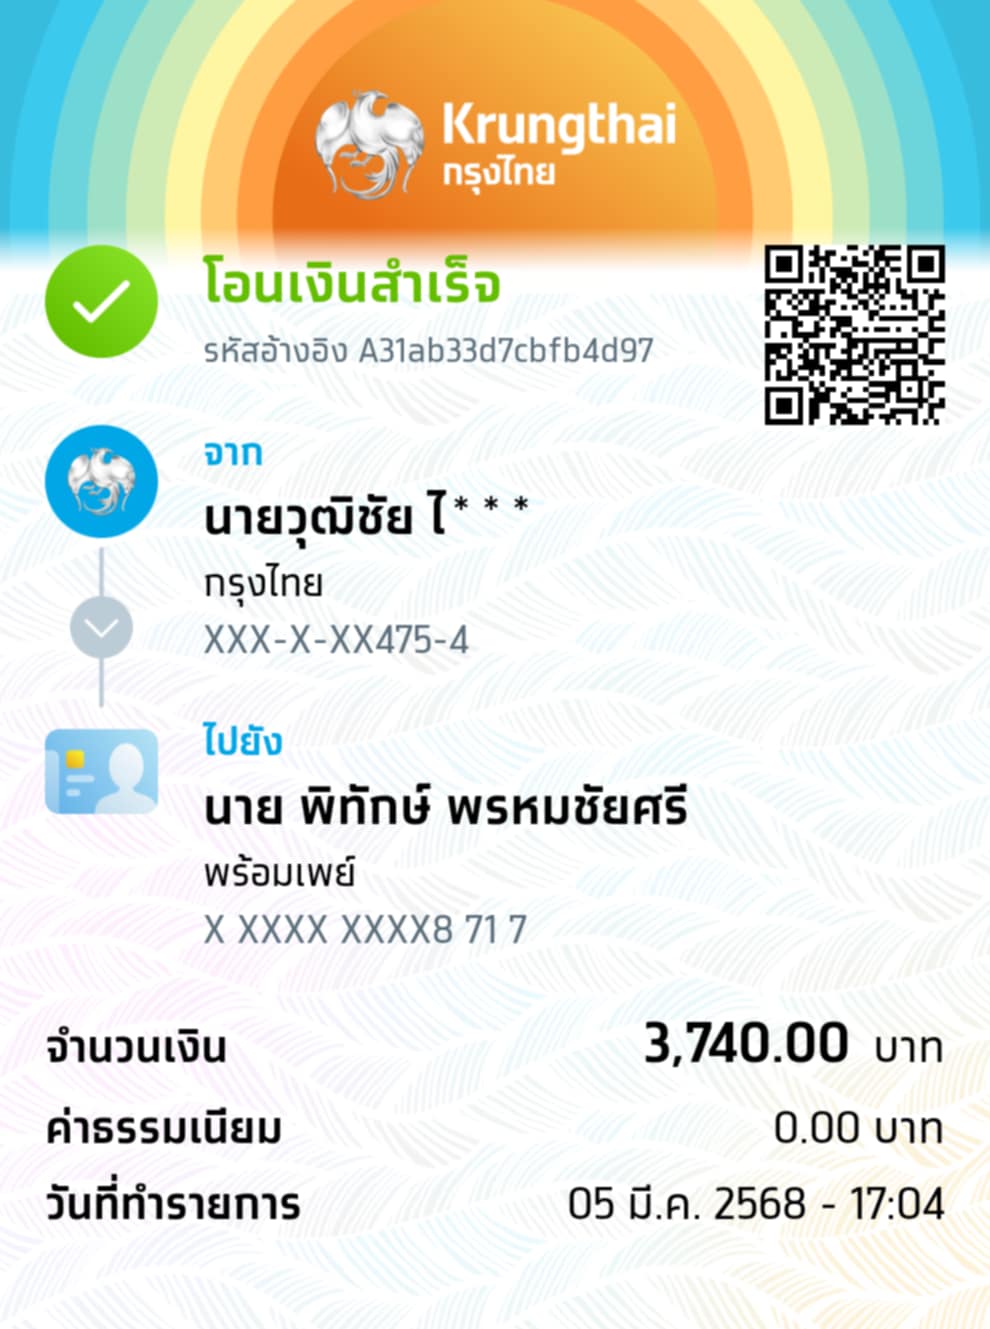 Krungthai
กรุงไทย
โอนเงินสำเร็จ
รหัสอ้างอิง A31ab33d7cbfb4d97
จาก
นายวุฒิชัย ไ***
กรุงไทย
XXX-X-XX475-4
ไปยัง
นาย พิทักษ์ พรหมชัยศรี
พร้อมเพย์
X XXXX XXXX8 71 7
จำนวนเงิน 3,740.00 บาท
ค่าธรรมเนียม 0.00 บาท
วันที่ทำรายการ 05 มี.ค. 2568 - 17:04